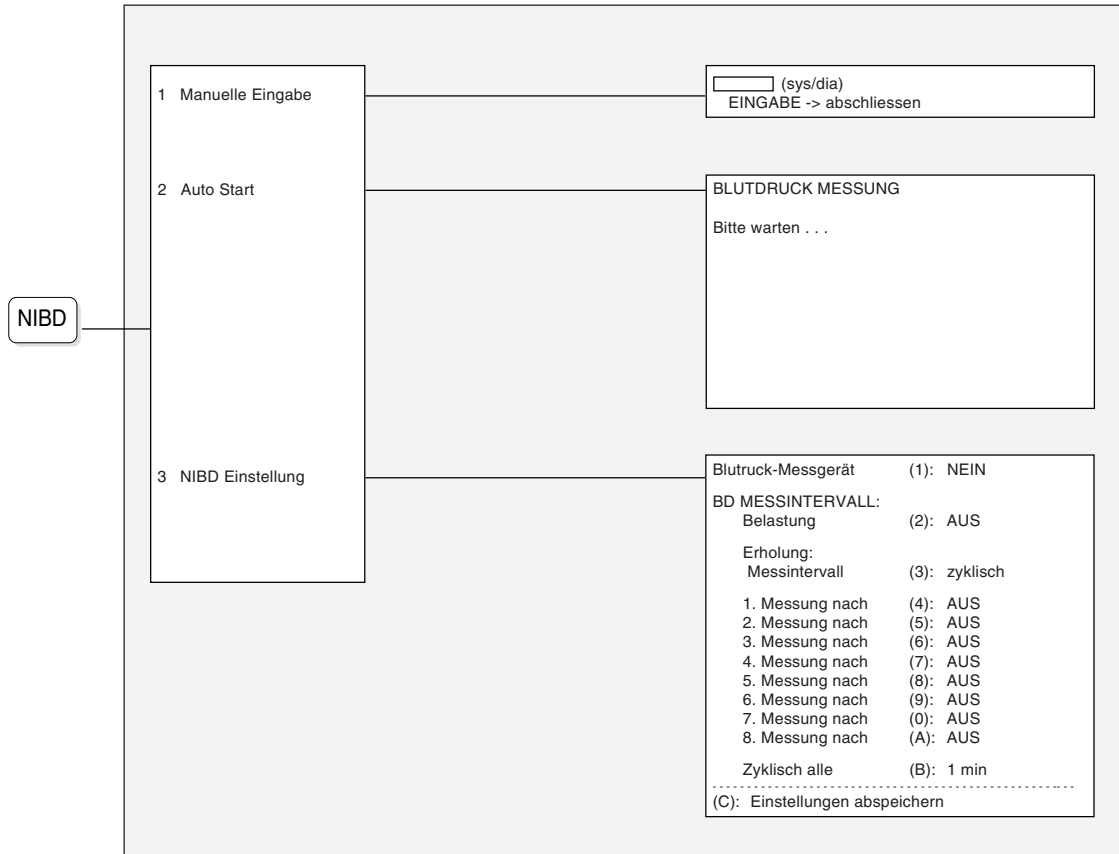 NIBD
1 Manuelle Eingabe
(sys/dia)
EINGABE -> abschliessen
2 Auto Start
BLUTDRUCK MESSUNG
Bitte warten . . .
3 NIBD Einstellung
Blutruck-Messgerät (1): NEIN
BD MESSINTERVALL:
Belastung (2): AUS
Erholung:
Messintervall (3): zyklisch
1. Messung nach (4): AUS
2. Messung nach (5): AUS
3. Messung nach (6): AUS
4. Messung nach (7): AUS
5. Messung nach (8): AUS
6. Messung nach (9): AUS
7. Messung nach (0): AUS
8. Messung nach (A): AUS
Zyklisch alle (B): 1 min
(C): Einstellungen abspeichern